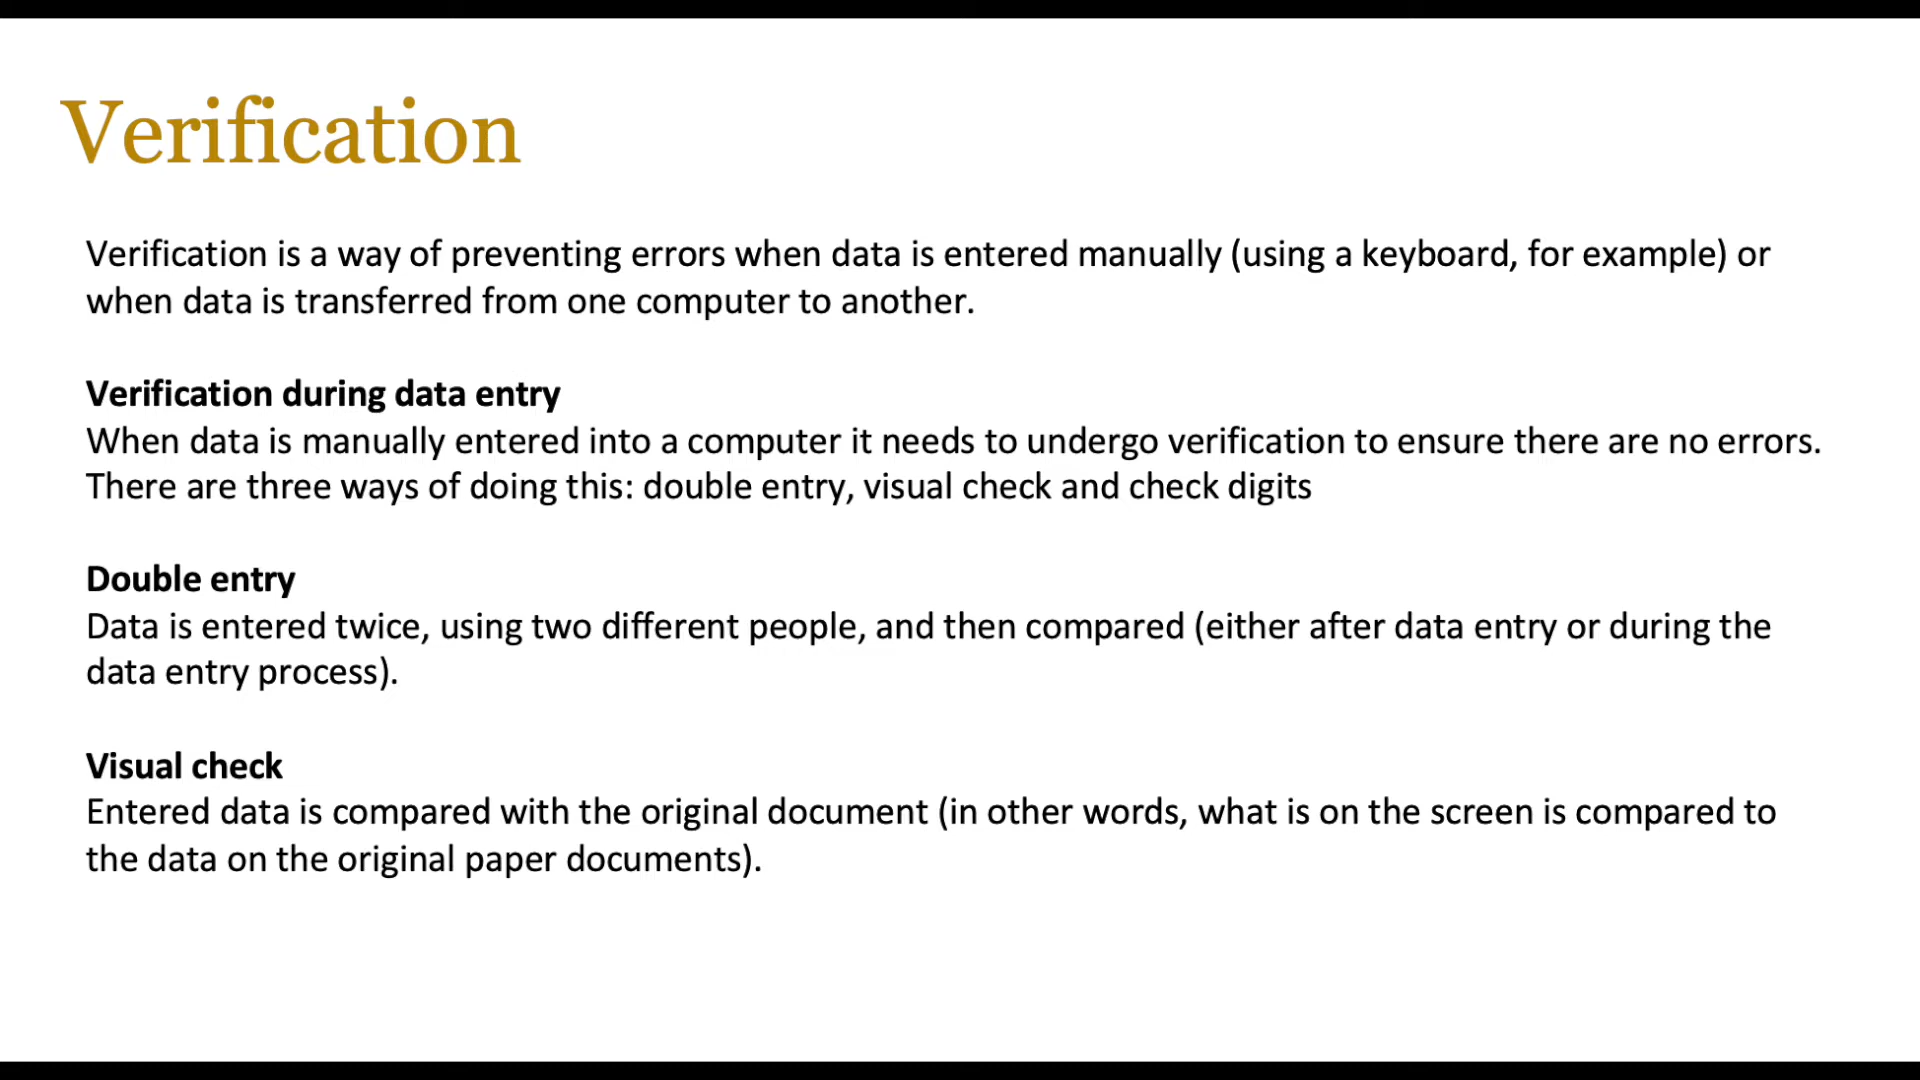 Verification
Verification is a way of preventing errors when data is entered manually (using a keyboard, for example) or
when data is transferred from one computer to another.
Verification during data entry
When data is manually entered into a computer it needs to undergo verification to ensure there are no errors.
There are three ways of doing this: double entry, visual check and check digits
Double entry
Data is entered twice, using two different people, and then compared (either after data entry or during the
data entry process).
Visual check
Entered data is compared with the original document (in other words, what is on the screen is compared to
the data on the original paper documents).